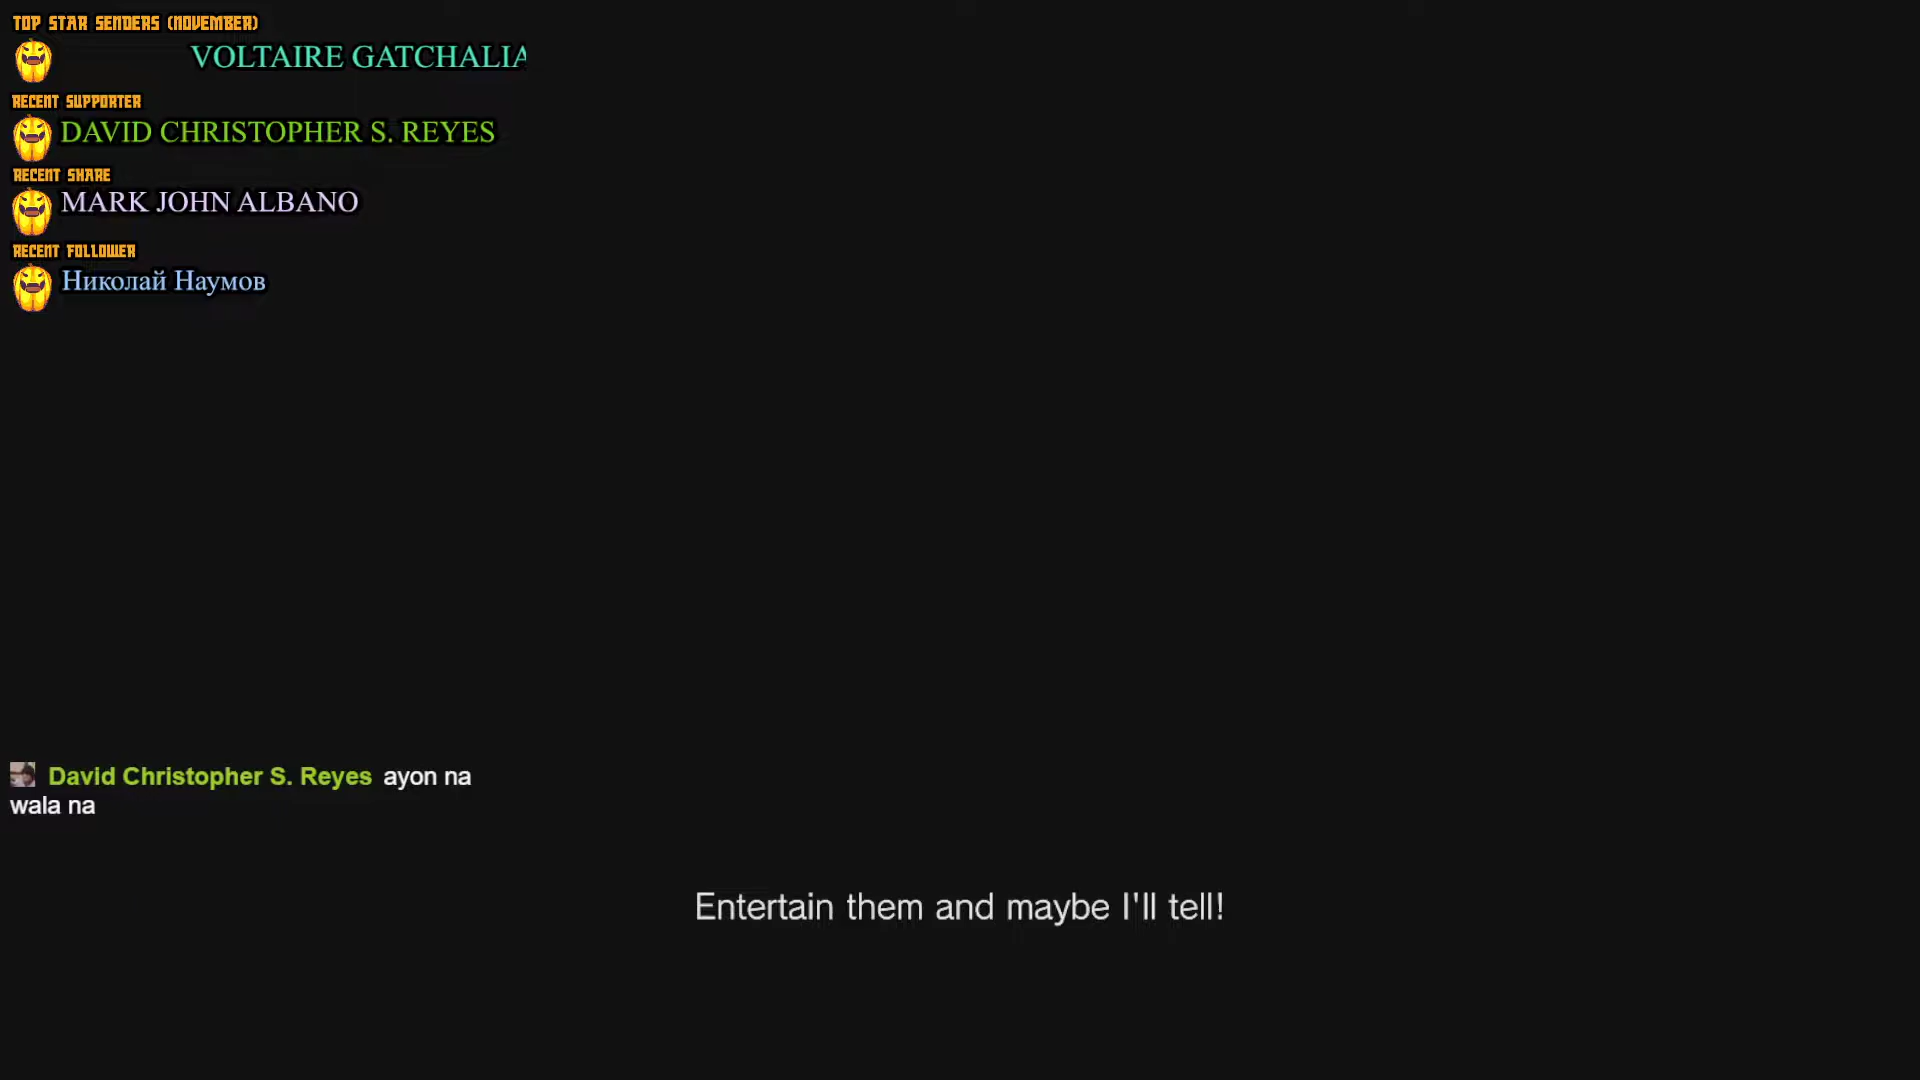 TOP STAR SENDERS (NOVEMBER)
VOLTAIRE GATCHALIA
RECENT SUPPORTER
DAVID CHRISTOPHER S. REYES
RECENT SHARE
MARK JOHN ALBANO
RECENT FOLLOWER
Николай Наумов
David Christopher S. Reyes ayon na
wala na
Entertain them and maybe I'll tell!